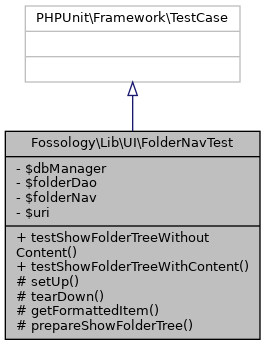 PHPUnit\Framework\TestCase
Fossology\Lib\UI\FolderNavTest
- $dbManager
- $folderDao
- $folderNav
- $uri
+ testShowFolderTreeWithout
Content()
+ testShowFolderTreeWithContent()
# setUp()
# tearDown()
# getFormattedItem()
# prepareShowFolderTree()